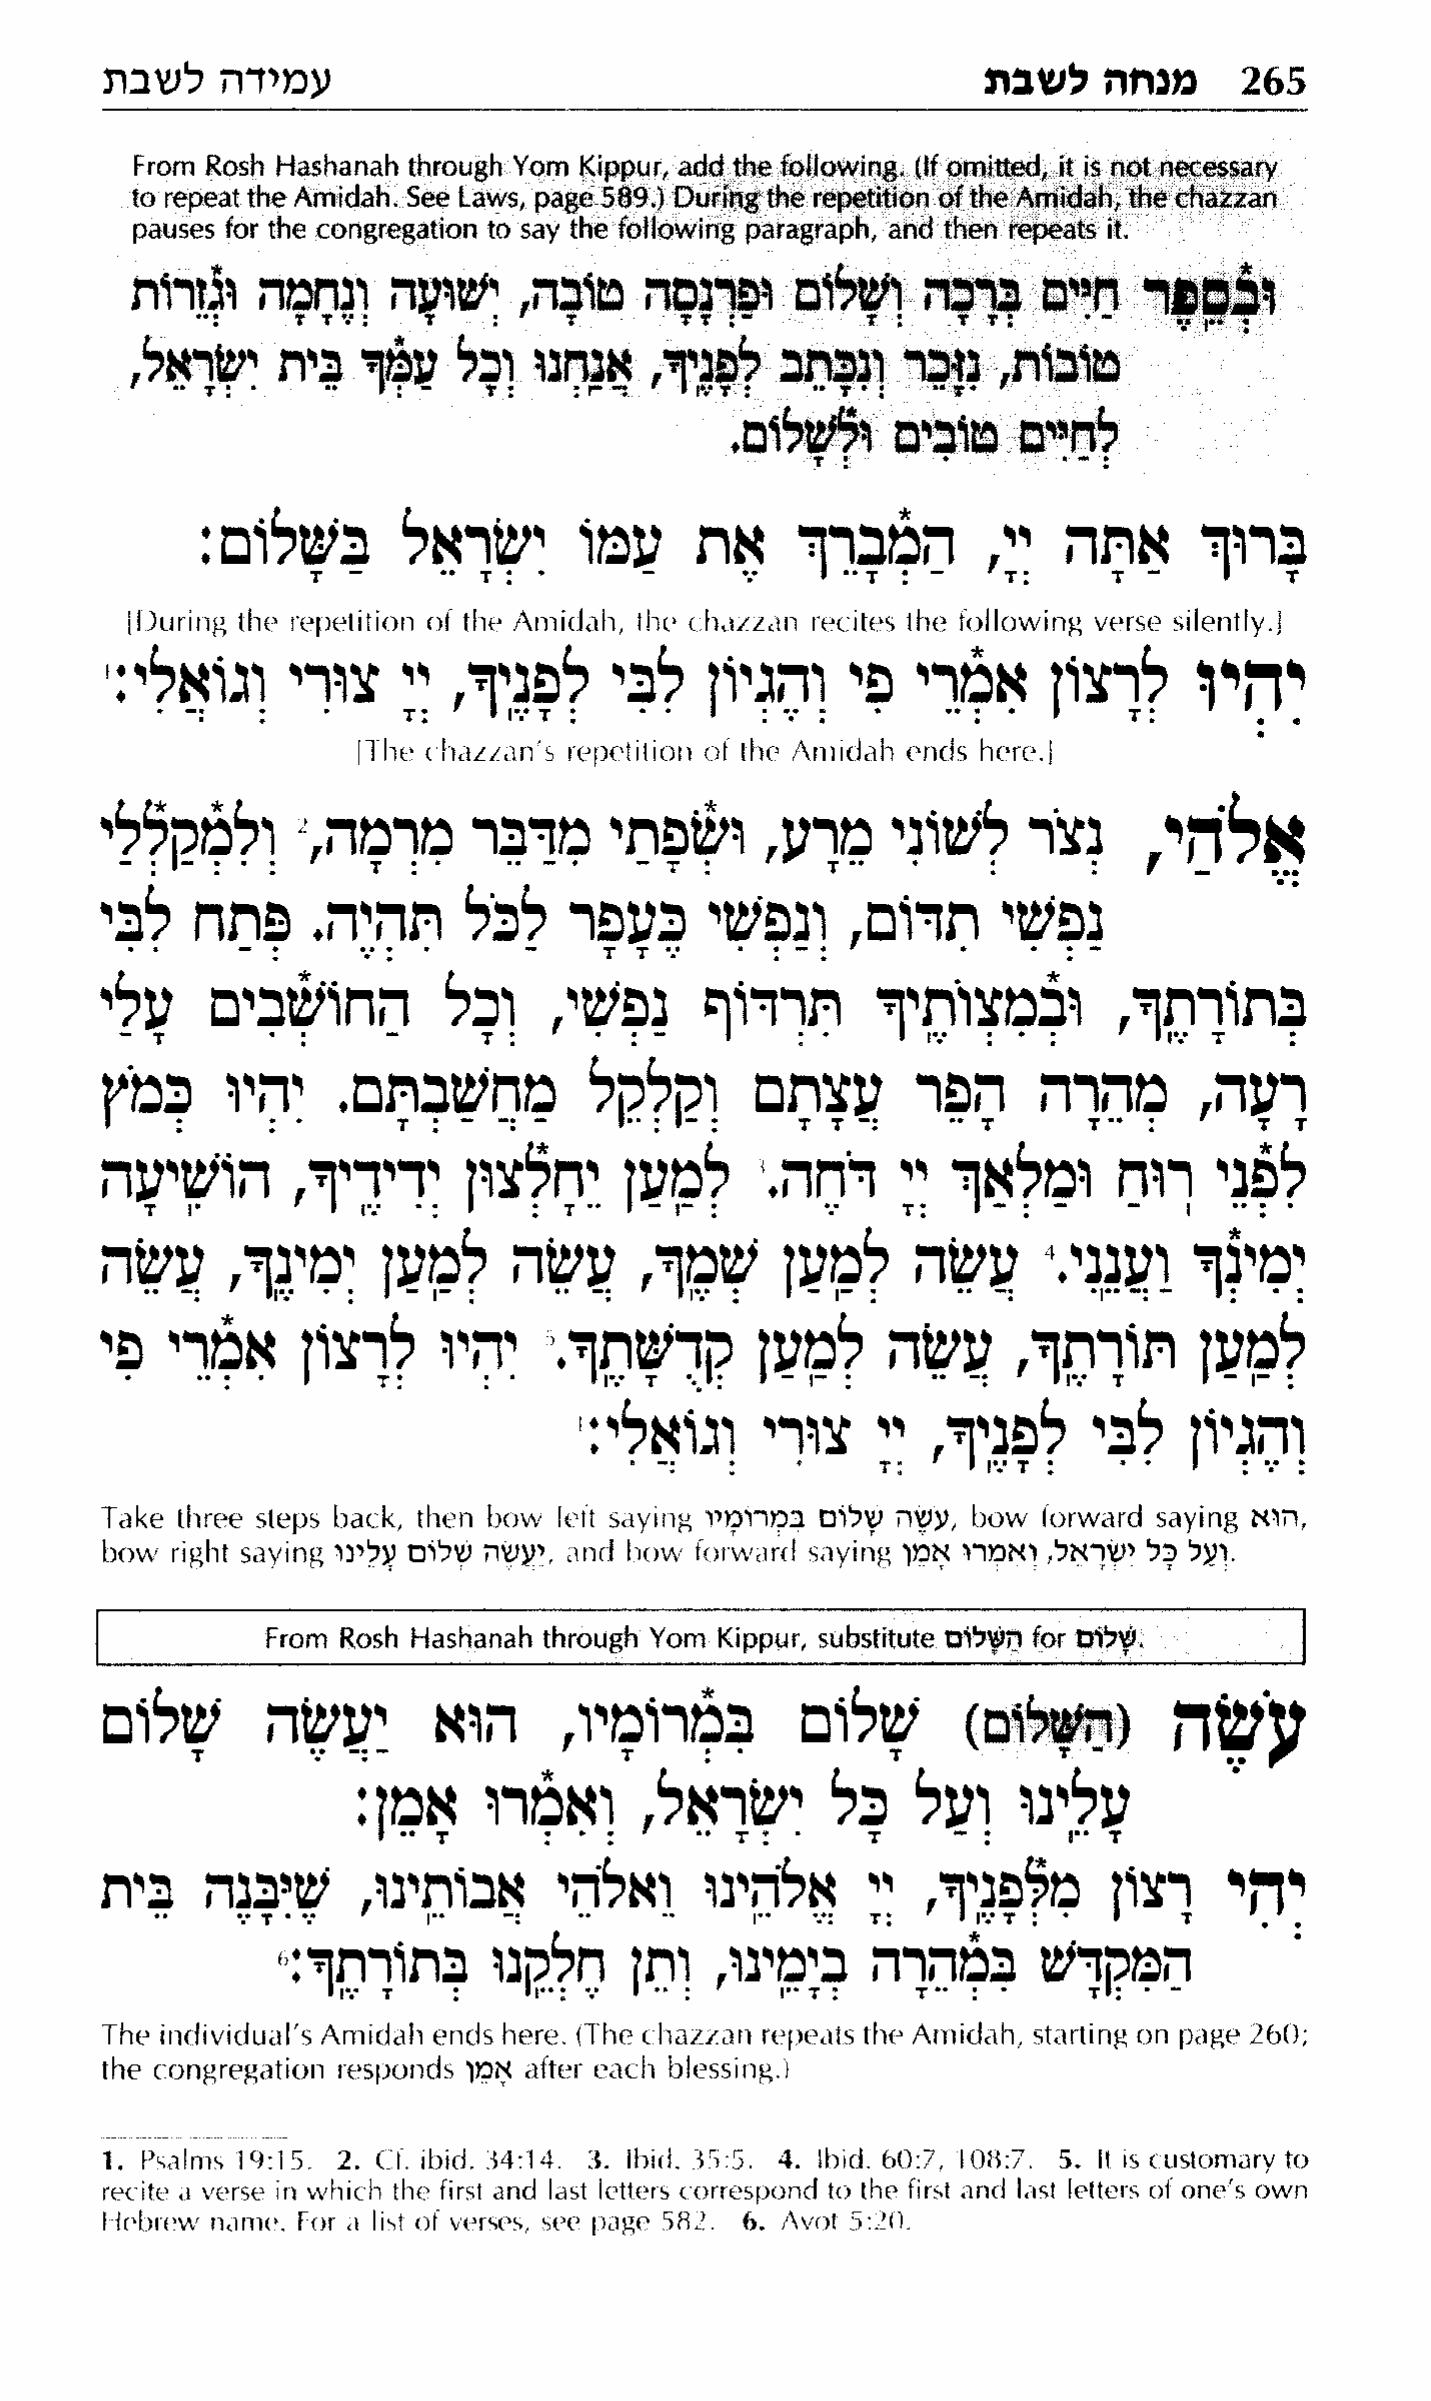 265 מנחה לשבת עמידה לשבת
From Rosh Hashanah through Yom Kippur, add the following. (If omitted, it is not necessary
to repeat the Amidah. See Laws, page 589.) During the repetition of the Amidah, the chazzan
pauses for the congregation to say the following paragraph, and then repeats it.
וּבְֿסֵֽפֶר חַיִּים בְּרָכָה וְשָׁלוֹם וּפַרְנָסָה טוֹבָה, יְשׁוּעָה וְנֶחָמָה וּגְֿזֵרוֹת
טוֹבוֹת, נִזָּכֵר וְנִכָּתֵב לְפָנֶֽיךָ, אֲנַֽחְנוּ וְכָל עַמְּֿךָ בֵּית יִשְׂרָאֵל,
לְחַיִּים טוֹבִים וּלְֿשָׁלוֹם.
בָּרוּךְ אַתָּה יְיָ, הַמְֿבָרֵךְ אֶת עַמּוֹ יִשְׂרָאֵל בַּשָּׁלוֹם:
[During the repetition of the Amidah, the chazzan recites the following verse silently.]
יִהְיוּ לְרָצוֹן אִמְֿרֵי פִי וְהֶגְיוֹן לִבִּי לְפָנֶֽיךָ, יְיָ צוּרִי וְגוֹאֲלִי:¹
[The chazzan's repetition of the Amidah ends here.]
אֱלֹהַי, נְצֹר לְשׁוֹנִי מֵרָע, וּשְֿׂפָתַי מִדַּבֵּר מִרְמָה,² וְלִמְֿקַלְֿלַי
נַפְשִׁי תִדּוֹם, וְנַפְשִׁי כֶּעָפָר לַכֹּל תִּהְיֶה. פְּתַח לִבִּי
בְּתוֹרָתֶֽךָ, וּבְֿמִצְוֹתֶֽיךָ תִּרְדּוֹף נַפְשִׁי, וְכָל הַחוֹשְֿׁבִים עָלַי
רָעָה, מְהֵרָה הָפֵר עֲצָתָם וְקַלְקֵל מַחֲשַׁבְתָּם. יִהְיוּ כְּמֹץ
לִפְֿנֵי רֽוּחַ וּמַלְאַךְ יְיָ דֹּחֶה.³ לְמַֽעַן יֵחָלְֿצוּן יְדִידֶֽיךָ, הוֹשִֽׁיעָה
יְמִינְֿךָ וַעֲנֵֽנִי.⁴ עֲשֵׂה לְמַֽעַן שְׁמֶֽךָ, עֲשֵׂה לְמַֽעַן יְמִינֶֽךָ, עֲשֵׂה
לְמַֽעַן תּוֹרָתֶֽךָ, עֲשֵׂה לְמַֽעַן קְדֻשָּׁתֶֽךָ.⁵ יִהְיוּ לְרָצוֹן אִמְֿרֵי פִי
וְהֶגְיוֹן לִבִּי לְפָנֶֽיךָ, יְיָ צוּרִי וְגוֹאֲלִי:¹
Take three steps back, then bow left saying עֹשֶׂה שָׁלוֹם בִּמְרוֹמָיו, bow forward saying הוּא,
bow right saying יַעֲשֶׂה שָׁלוֹם עָלֵינוּ, and bow forward saying וְעַל כָּל יִשְׂרָאֵל, וְאִמְרוּ אָמֵן.
From Rosh Hashanah through Yom Kippur, substitute הַשָּׁלוֹם for שָׁלוֹם.
עֹשֶׂה (הַשָּׁלוֹם) שָׁלוֹם בִּמְֿרוֹמָיו, הוּא יַעֲשֶׂה שָׁלוֹם
עָלֵֽינוּ וְעַל כָּל יִשְׂרָאֵל, וְאִמְֿרוּ אָמֵן:
יְהִי רָצוֹן מִלְּֿפָנֶֽיךָ, יְיָ אֱלֹהֵֽינוּ וֵאלֹהֵי אֲבוֹתֵֽינוּ, שֶׁיִּבָּנֶה בֵּית
הַמִּקְדָּשׁ בִּמְֿהֵרָה בְיָמֵֽינוּ, וְתֵן חֶלְקֵֽנוּ בְּתוֹרָתֶֽךָ:⁶
The individual's Amidah ends here. (The chazzan repeats the Amidah, starting on page 260;
the congregation responds אָמֵן after each blessing.)
1. Psalms 19:15. 2. Cf. ibid. 34:14. 3. Ibid. 35:5. 4. Ibid. 60:7, 108:7. 5. It is customary to
recite a verse in which the first and last letters correspond to the first and last letters of one's own
Hebrew name. For a list of verses, see page 582. 6. Avot 5:20.